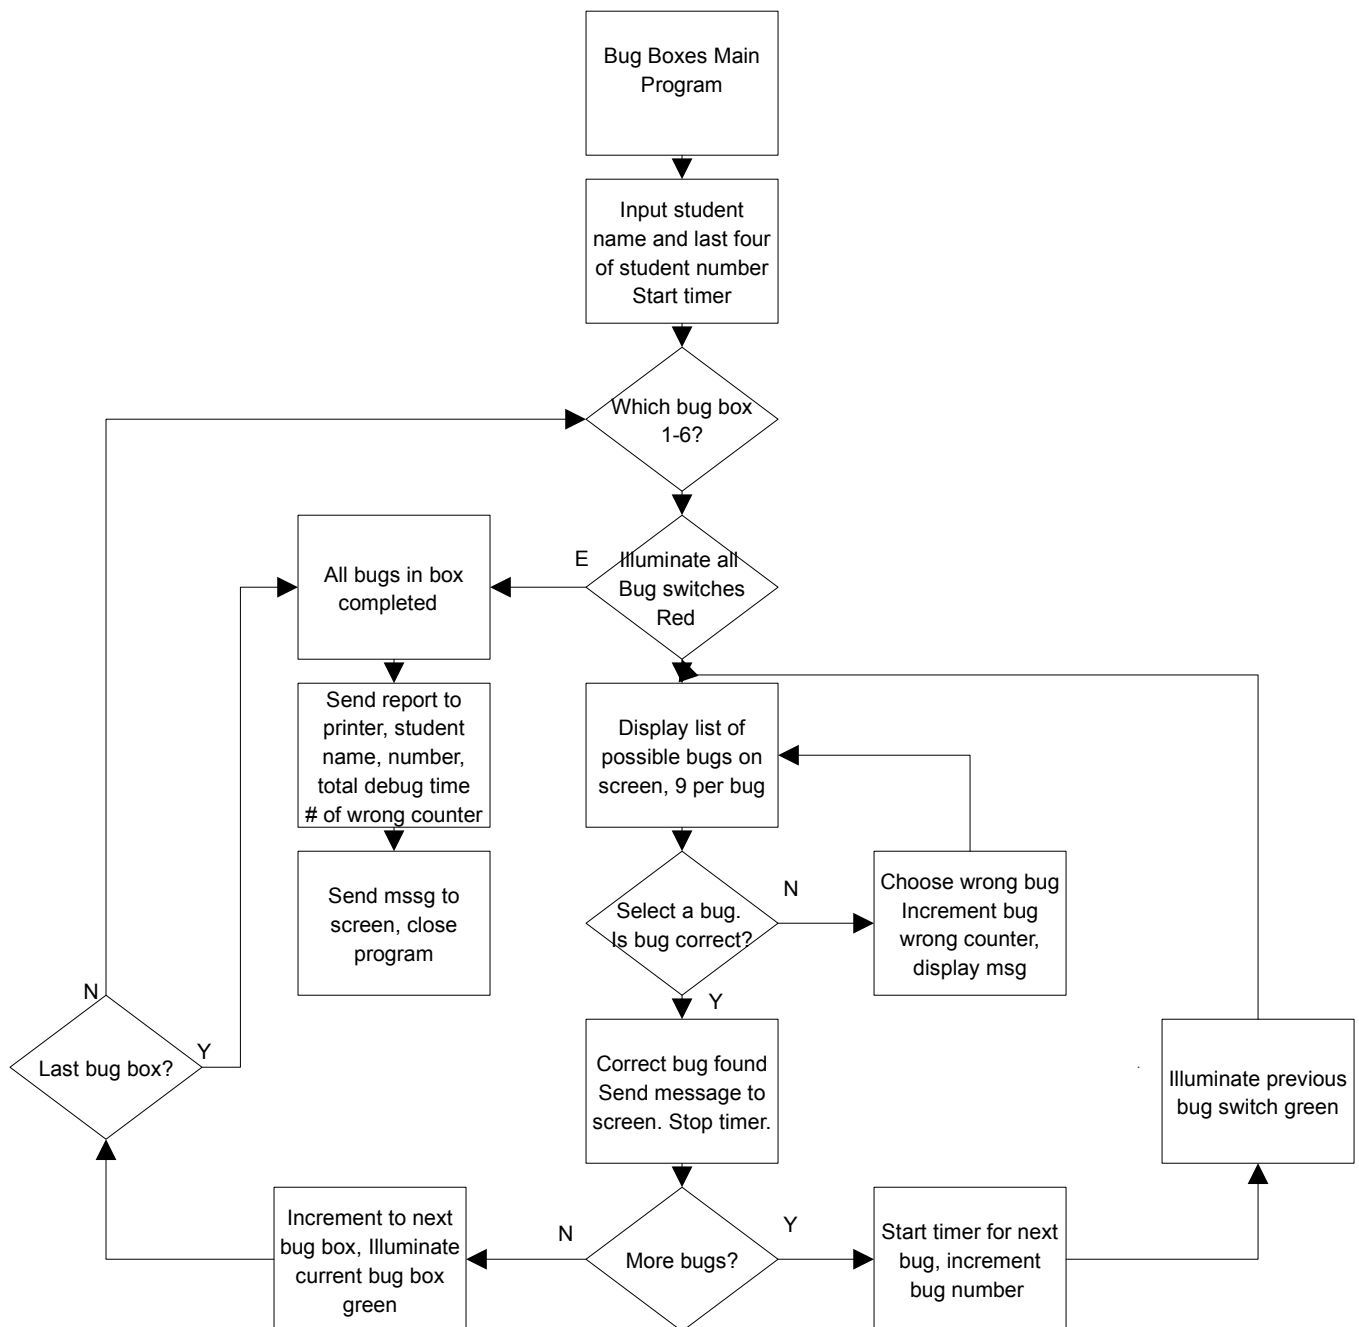 Bug Boxes Main
Program
Input student
name and last four
of student number
Start timer
Which bug box
1-6?
Illuminate all
Bug switches
Red
E
All bugs in box
completed
Send report to
printer, student
name, number,
total debug time
# of wrong counter
Send mssg to
screen, close
program
Display list of
possible bugs on
screen, 9 per bug
Select a bug.
Is bug correct?
N
Choose wrong bug
Increment bug
wrong counter,
display msg
Y
Correct bug found
Send message to
screen. Stop timer.
More bugs?
Y
Start timer for next
bug, increment
bug number
Illuminate previous
bug switch green
N
Increment to next
bug box, Illuminate
current bug box
green
Last bug box?
N
Y